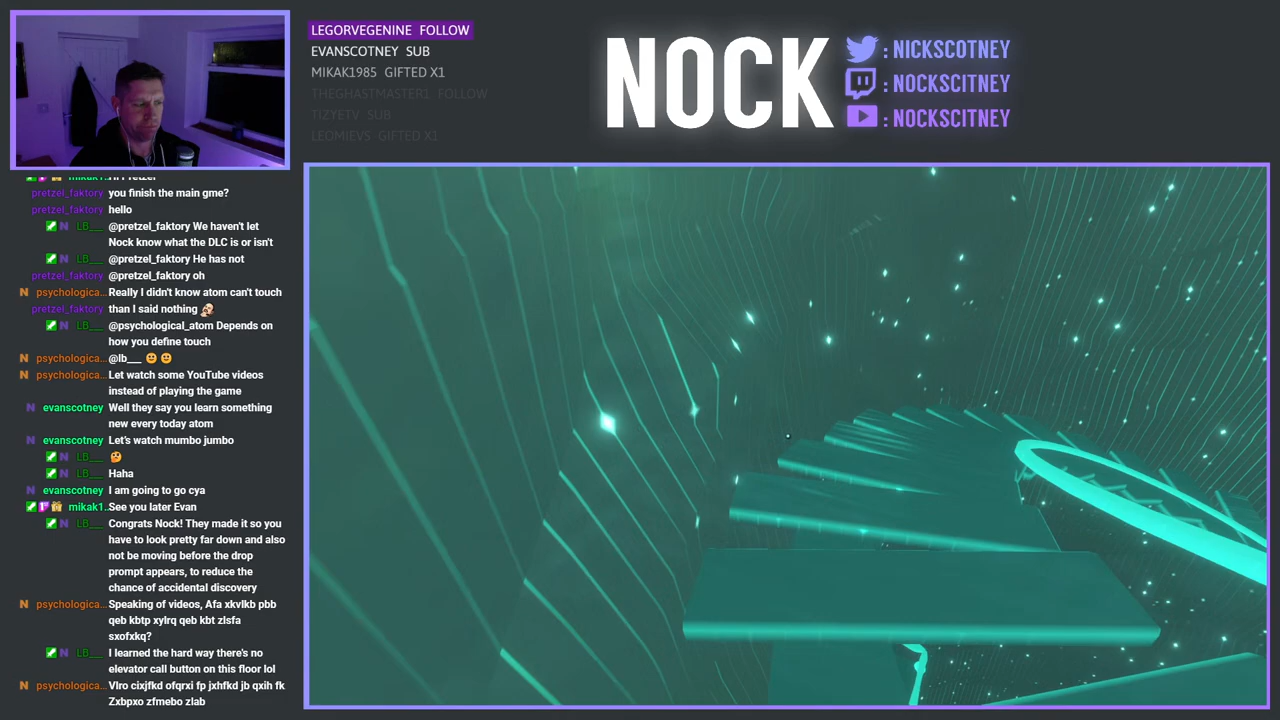 LEGORVEGENINE FOLLOW
EVANSCOTNEY SUB
MIKAK1985 GIFTED X1
THEGHASTMASTER1 FOLLOW
TIZYETV SUB
LEOMIEVS GIFTED X1
NOCK
: NICKSCOTNEY
: NOCKSCITNEY
: NOCKSCITNEY
mikak1..Hi Pretzel
pretzel_faktory you finish the main gme?
pretzel_faktory hello
N LB___ @pretzel_faktory We haven't let
Nock know what the DLC is or isn't
N LB___ @pretzel_faktory He has not
pretzel_faktory @pretzel_faktory oh
N psychologica... Really I didn't know atom can't touch
pretzel_faktory than I said nothing
N LB___ @psychological_atom Depends on
how you define touch
N psychologica... @lb___
N psychologica... Let watch some YouTube videos
instead of playing the game
N evanscotney Well they say you learn something
new every today atom
N evanscotney Let's watch mumbo jumbo
N LB___
N LB___ Haha
N evanscotney I am going to go cya
mikak1..See you later Evan
N LB___ Congrats Nock! They made it so you
have to look pretty far down and also
not be moving before the drop
prompt appears, to reduce the
chance of accidental discovery
N psychologica... Speaking of videos, Afa xkvlkb pbb
qeb kbtp xylrq qeb kbt zlsfa
sxofxkq?
N LB___ I learned the hard way there's no
elevator call button on this floor lol
N psychologica... Vlro cixjfkd ofqrxi fp jxhfkd jb qxih fk
Zxbpxo zfmebo zlab